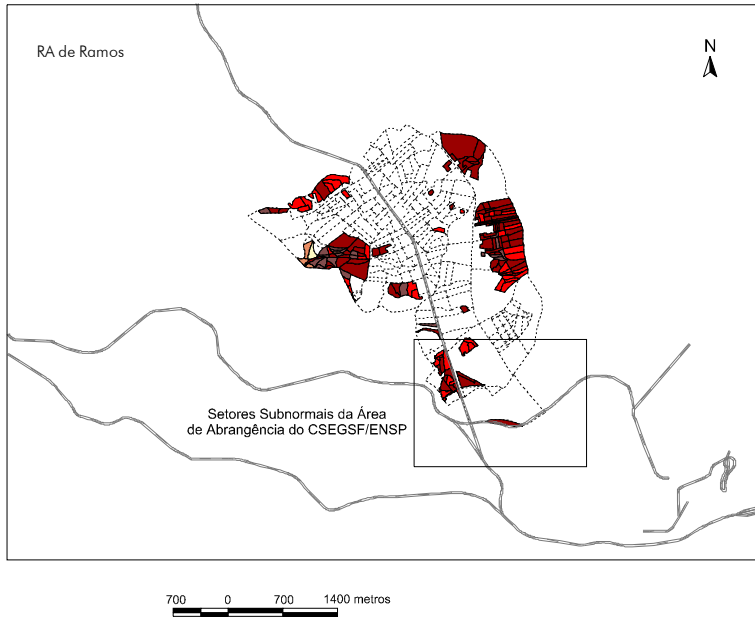 RA de Ramos
N
Setores Subnormais da Área
de Abrangência do CSEGSF/ENSP
700 0 700 1400 metros